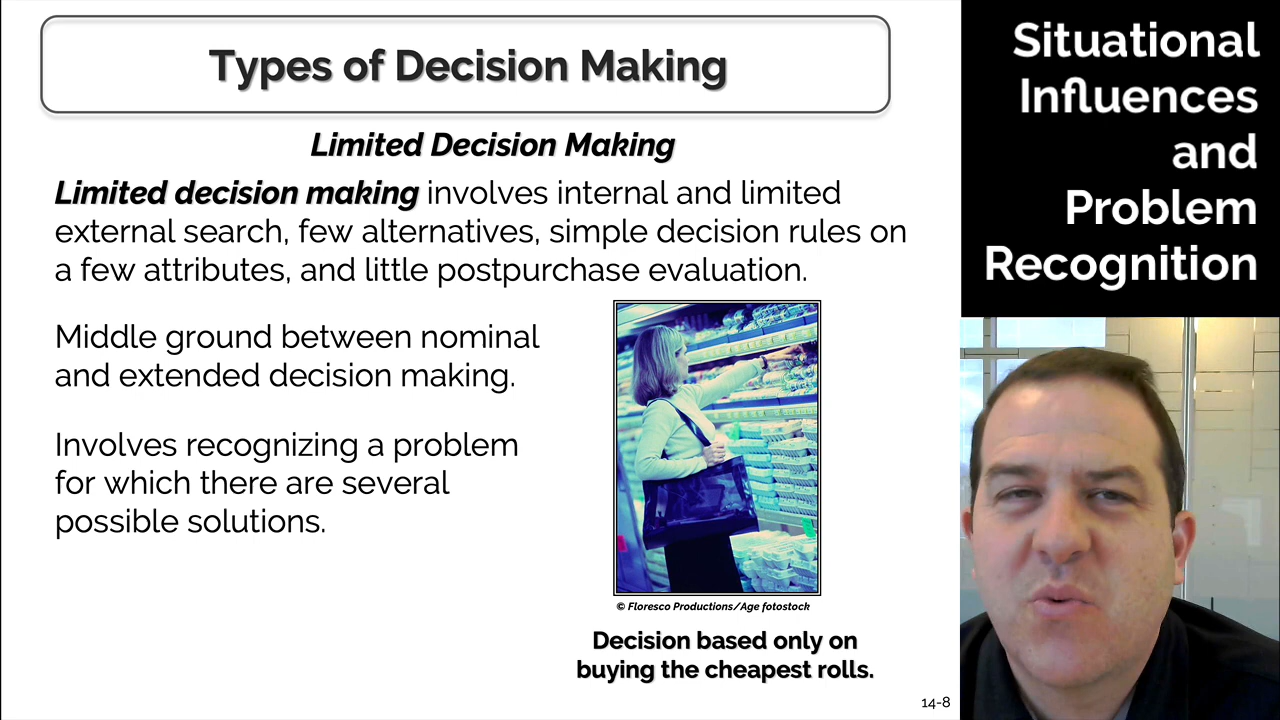 Types of Decision Making
Limited Decision Making
Limited decision making involves internal and limited
external search, few alternatives, simple decision rules on
a few attributes, and little postpurchase evaluation.
Middle ground between nominal
and extended decision making.
Involves recognizing a problem
for which there are several
possible solutions.
© Floresco Productions/Age fotostock
Decision based only on
buying the cheapest rolls.
14-8
Situational
Influences
and
Problem
Recognition